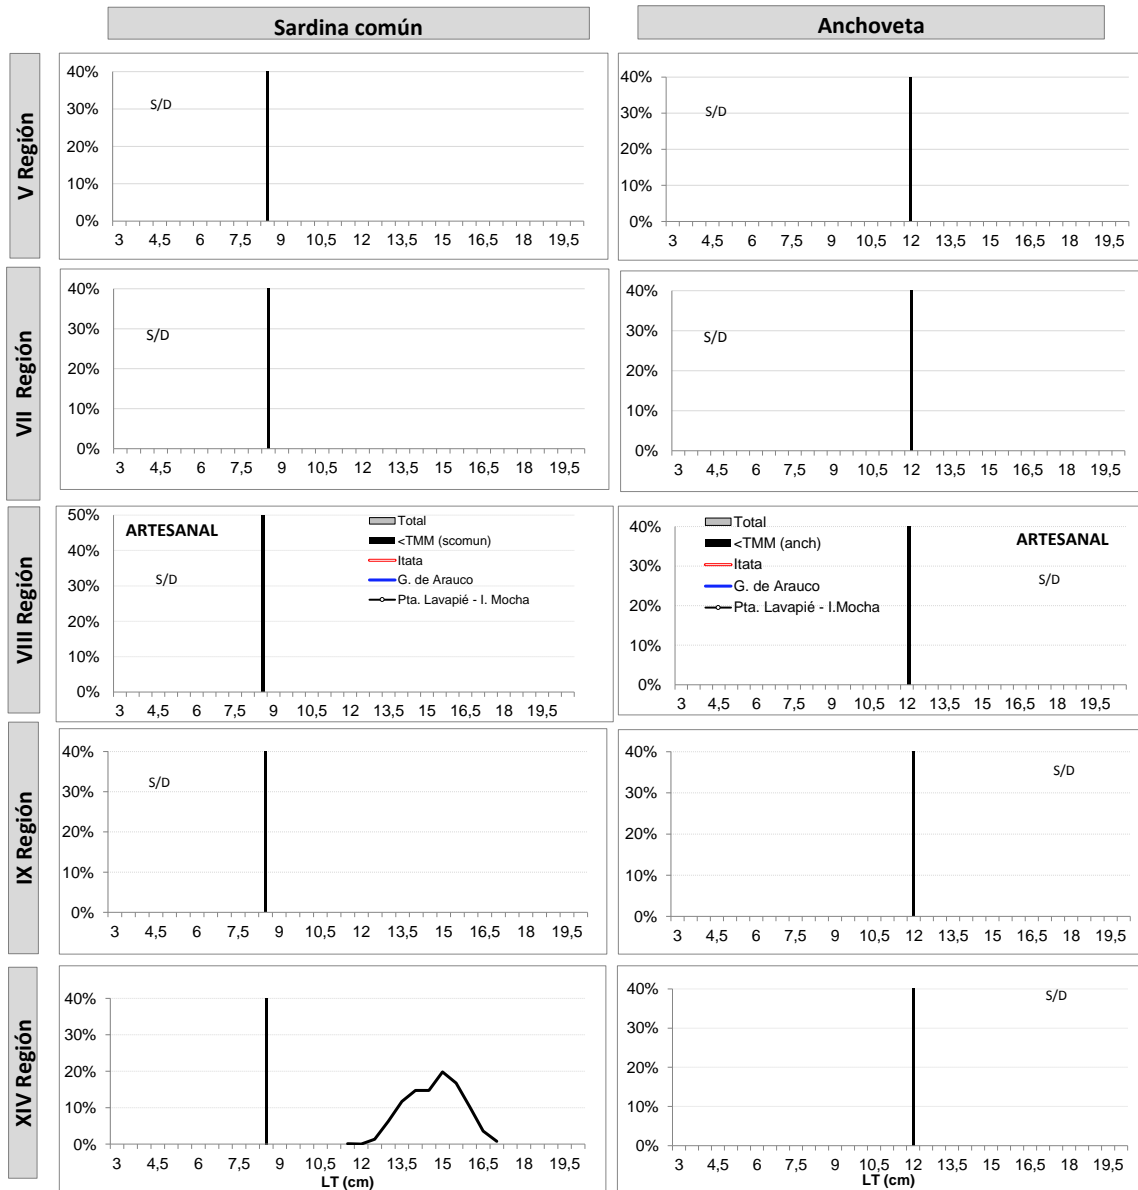 Sardina común
Anchoveta
V Región
40%
30%
20%
10%
0%
S/D
3 4,5 6 7,5 9 10,5 12 13,5 15 16,5 18 19,5
40%
30%
20%
10%
0%
S/D
3 4,5 6 7,5 9 10,5 12 13,5 15 16,5 18 19,5
VII Región
40%
30%
20%
10%
0%
S/D
3 4,5 6 7,5 9 10,5 12 13,5 15 16,5 18 19,5
40%
30%
20%
10%
0%
S/D
3 4,5 6 7,5 9 10,5 12 13,5 15 16,5 18 19,5
VIII Región
50%
40%
30%
20%
10%
0%
ARTESANAL
S/D
Total
<TMM (scomun)
Itata
G. de Arauco
Pta. Lavapié - I.Mocha
3 4,5 6 7,5 9 10,5 12 13,5 15 16,5 18 19,5
40%
30%
20%
10%
0%
Total
<TMM (anch)
Itata
G. de Arauco
Pta. Lavapié - I.Mocha
ARTESANAL
S/D
3 4,5 6 7,5 9 10,5 12 13,5 15 16,5 18 19,5
IX Región
40%
30%
20%
10%
0%
S/D
3 4,5 6 7,5 9 10,5 12 13,5 15 16,5 18 19,5
40%
30%
20%
10%
0%
S/D
3 4,5 6 7,5 9 10,5 12 13,5 15 16,5 18 19,5
XIV Región
40%
30%
20%
10%
0%
3 4,5 6 7,5 9 10,5 12 13,5 15 16,5 18 19,5
LT (cm)
40%
30%
20%
10%
0%
S/D
3 4,5 6 7,5 9 10,5 12 13,5 15 16,5 18 19,5
LT (cm)